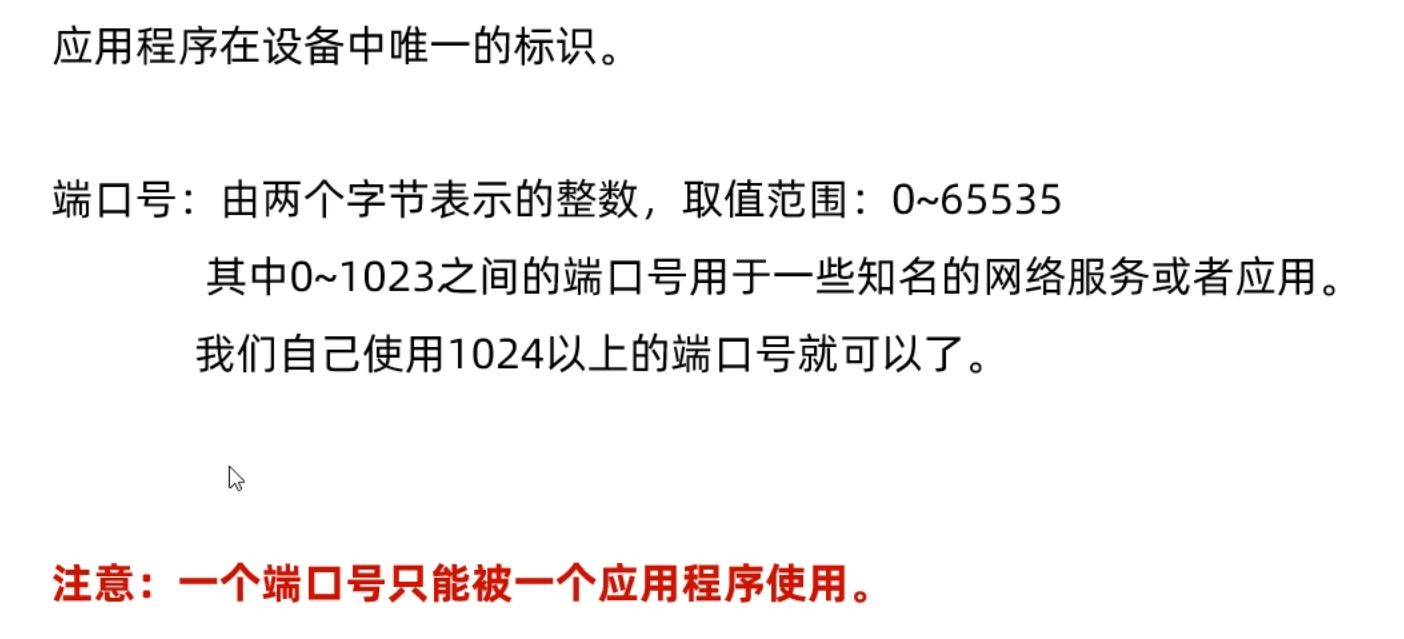 应用程序在设备中唯一的标识。
端口号：由两个字节表示的整数，取值范围：0~65535
其中0~1023之间的端口号用于一些知名的网络服务或者应用。
我们自己使用1024以上的端口号就可以了。
注意：一个端口号只能被一个应用程序使用。